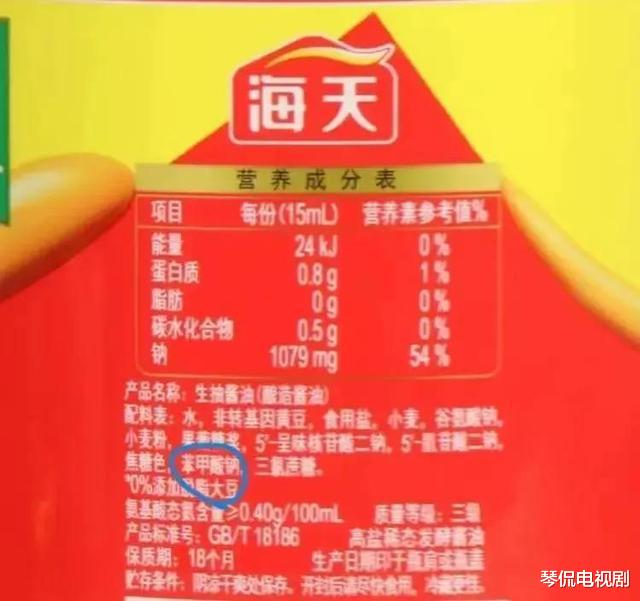 海天
营养成分表
项目 每份(15mL) 营养素参考值%
能量 24 kJ 0%
蛋白质 0.8 g 1%
脂肪 0 g 0%
碳水化合物 0.5 g 0%
钠 1079 mg 54%
产品名称：生抽酱油(酿造酱油)
配料表：水，非转基因黄豆，食用盐，小麦，谷氨酸钠，
小麦粉，果葡糖浆，5'-呈味核苷酸二钠，5'-肌苷酸二钠，
焦糖色，苯甲酸钠，三氯蔗糖。
*0%添加脱脂大豆
氨基酸态氮含量≥0.40g/100mL 质量等级：三级
产品标准号：GB/T 18186 高盐稀态发酵酱油
保质期：18个月 生产日期印于瓶肩或瓶盖
贮存条件：阴凉干爽处保存。开封后请尽快食用，冷藏更佳。
琴侃电视剧